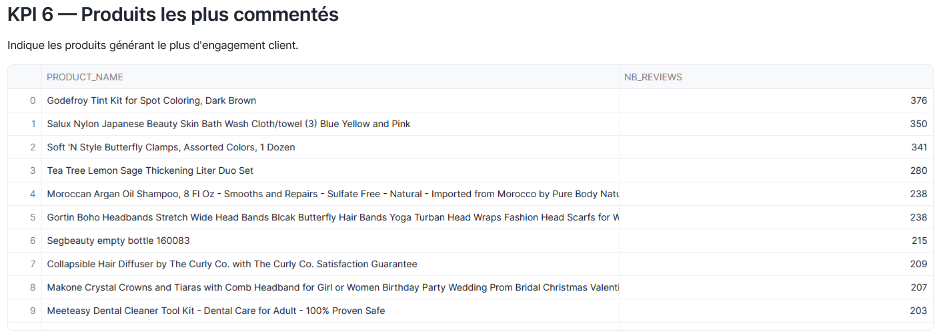 KPI 6 — Produits les plus commentés
Indique les produits générant le plus d'engagement client.
PRODUCT_NAME NB_REVIEWS
0 Godefroy Tint Kit for Spot Coloring, Dark Brown 376
1 Salux Nylon Japanese Beauty Skin Bath Wash Cloth/towel (3) Blue Yellow and Pink 350
2 Soft 'N Style Butterfly Clamps, Assorted Colors, 1 Dozen 341
3 Tea Tree Lemon Sage Thickening Liter Duo Set 280
4 Moroccan Argan Oil Shampoo, 8 Fl Oz - Smooths and Repairs - Sulfate Free - Natural - Imported from Morocco by Pure Body Natu 238
5 Gortin Boho Headbands Stretch Wide Head Bands Blcak Butterfly Hair Bands Yoga Turban Head Wraps Fashion Head Scarfs for W 238
6 Segbeauty empty bottle 160083 215
7 Collapsible Hair Diffuser by The Curly Co. with The Curly Co. Satisfaction Guarantee 209
8 Makone Crystal Crowns and Tiaras with Comb Headband for Girl or Women Birthday Party Wedding Prom Bridal Christmas Valenti 207
9 Meeteasy Dental Cleaner Tool Kit - Dental Care for Adult - 100% Proven Safe 203